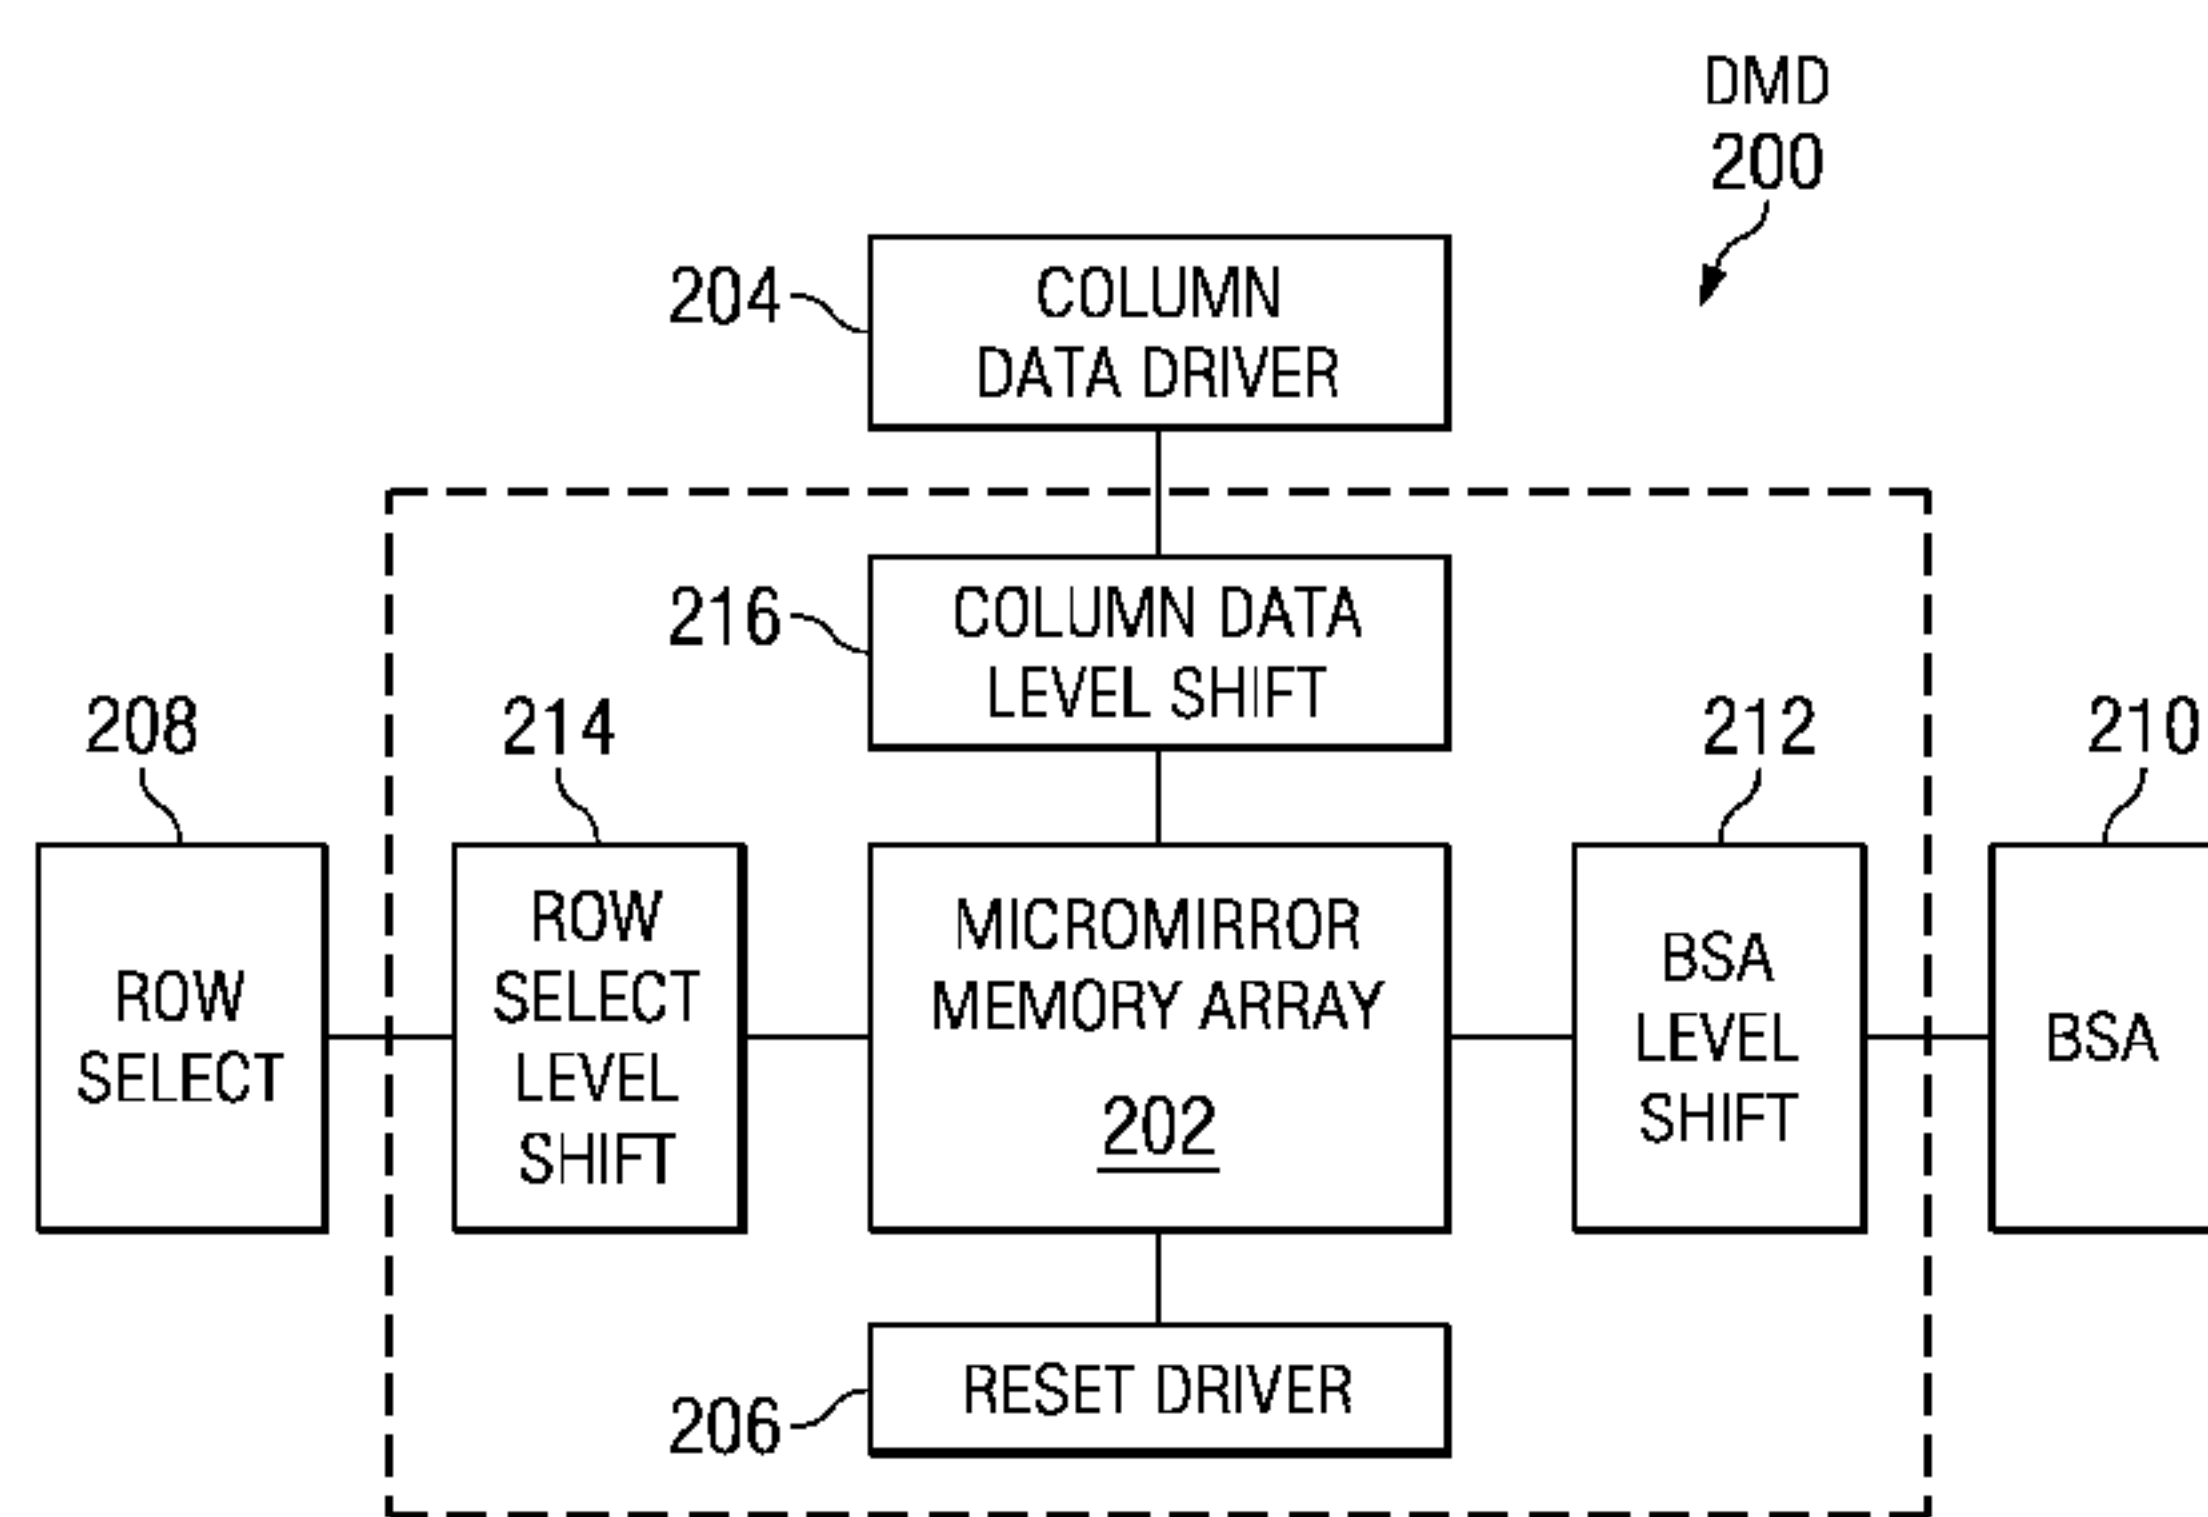 DMD
200
204
COLUMN
DATA DRIVER
216
COLUMN DATA
LEVEL SHIFT
208
214
212
210
ROW
SELECT
ROW
SELECT
LEVEL
SHIFT
MICROMIRROR
MEMORY ARRAY
202
BSA
LEVEL
SHIFT
BSA
206
RESET DRIVER